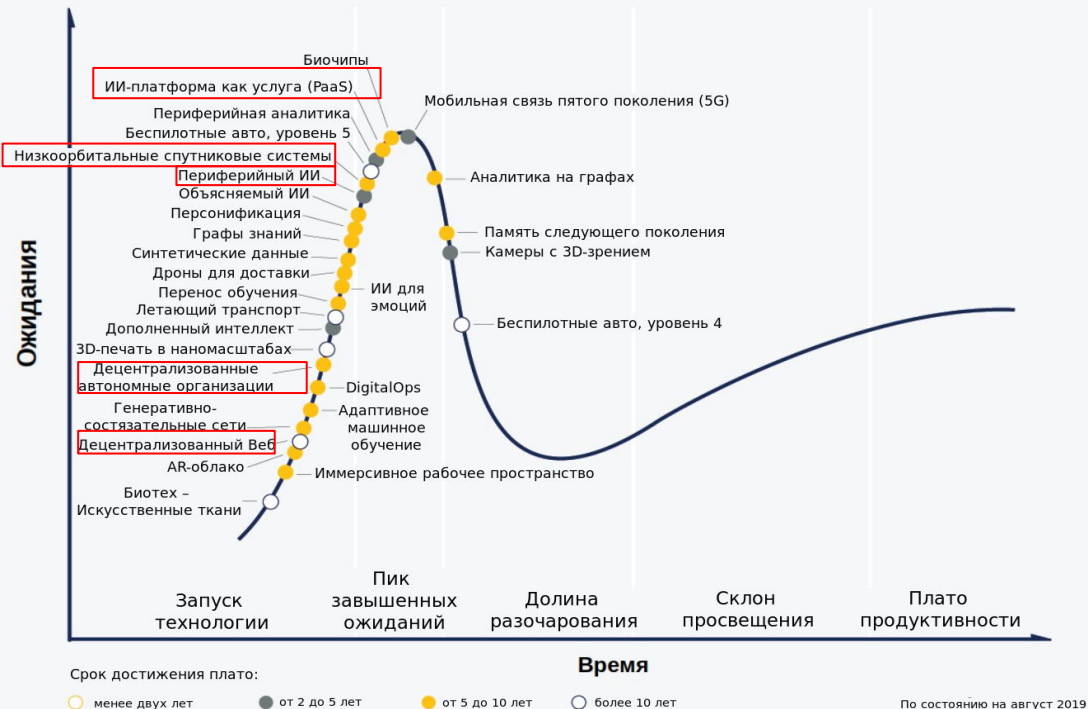 Биочипы
ИИ-платформа как услуга (PaaS)
Периферийная аналитика
Беспилотные авто, уровень 5
Низкоорбитальные спутниковые системы
Периферийный ИИ
Объясняемый ИИ
Персонификация
Графы знаний
Синтетические данные
Дроны для доставки
Перенос обучения
Летающий транспорт
Дополненный интеллект
3D-печать в наномасштабах
Децентрализованные
автономные организации
Генеративно-
состязательные сети
Децентрализованный Веб
AR-облако
Биотех –
Искусственные ткани
ИИ для
эмоций
DigitalOps
Адаптивное
машинное
обучение
Иммерсивное рабочее пространство
Мобильная связь пятого поколения (5G)
Аналитика на графах
Память следующего поколения
Камеры с 3D-зрением
Беспилотные авто, уровень 4
Ожидания
Запуск
технологии
Пик
завышенных
ожиданий
Долина
разочарования
Склон
просвещения
Плато
продуктивности
Время
Срок достижения плато:
менее двух лет
от 2 до 5 лет
от 5 до 10 лет
более 10 лет
По состоянию на август 2019